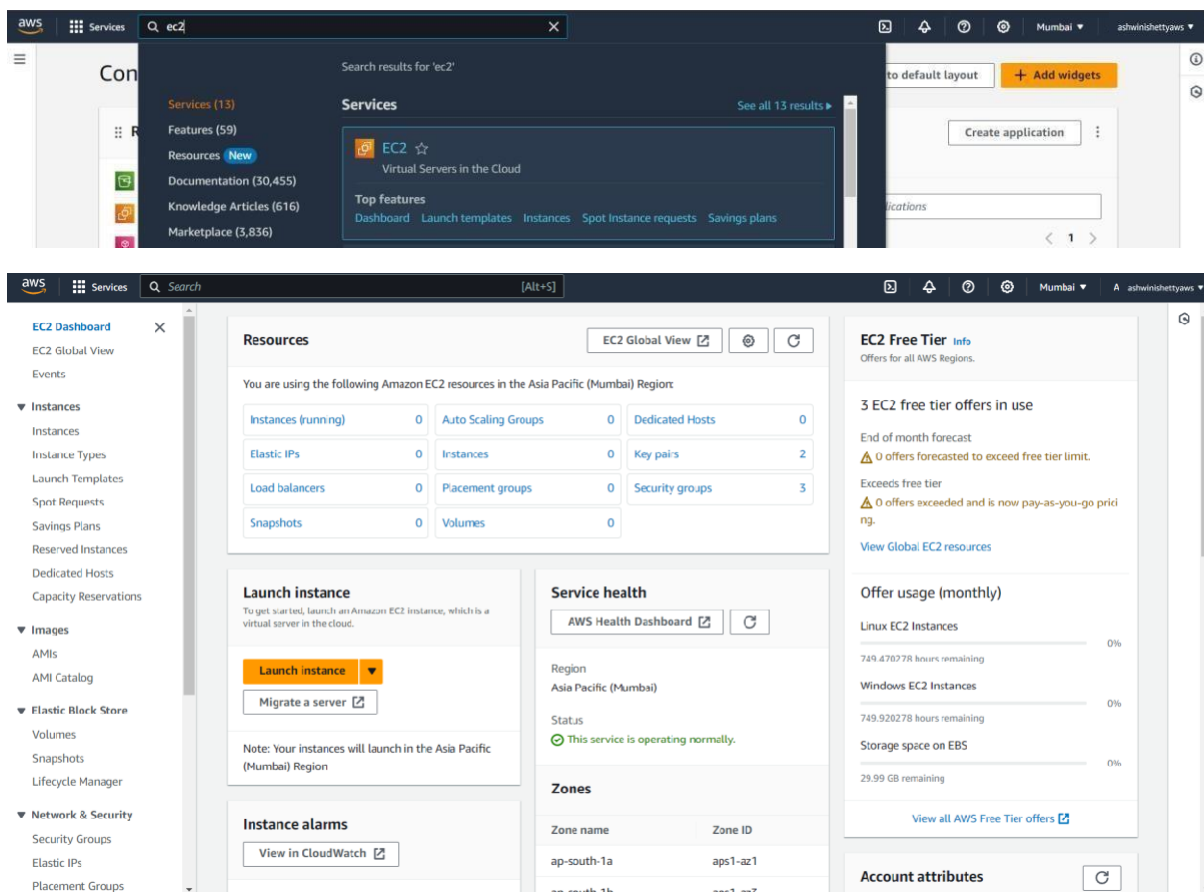 aws
Services
ec2
Mumbai
ashwinishettyaws
Con
to default layout
Add widgets
Search results for 'ec2'
Services (13)
Features (59)
Resources New
Documentation (30,455)
Knowledge Articles (616)
Marketplace (3,836)
Services
See all 13 results
EC2
Virtual Servers in the Cloud
Top features
Dashboard Launch templates Instances Spot Instance requests Savings plans
R
Create application
lications
1
aws
Services
Search
[Alt+S]
Mumbai
A ashwinishettyaws
EC2 Dashboard
EC2 Global View
Events
Instances
Instances
Instance Types
Launch Templates
Spot Requests
Savings Plans
Reserved Instances
Dedicated Hosts
Capacity Reservations
Images
AMIs
AMI Catalog
Elastic Block Store
Volumes
Snapshots
Lifecycle Manager
Network & Security
Security Groups
Elastic IPs
Placement Groups
Resources
EC2 Global View
You are using the following Amazon EC2 resources in the Asia Pacific (Mumbai) Region:
Instances (running) 0 Auto Scaling Groups 0 Dedicated Hosts 0
Elastic IPs 0 Instances 0 Key pairs 2
Load balancers 0 Placement groups 0 Security groups 3
Snapshots 0 Volumes 0
Launch instance
To get started, launch an Amazon EC2 instance, which is a
virtual server in the cloud.
Launch instance
Migrate a server
Note: Your instances will launch in the Asia Pacific
(Mumbai) Region
Instance alarms
View in CloudWatch
Service health
AWS Health Dashboard
Region
Asia Pacific (Mumbai)
Status
This service is operating normally.
Zones
Zone name Zone ID
ap-south-1a aps1-az1
EC2 Free Tier Info
Offers for all AWS Regions.
3 EC2 free tier offers in use
End of month forecast
0 offers forecasted to exceed free tier limit.
Exceeds free tier
0 offers exceeded and is now pay-as-you-go prici
ng.
View Global EC2 resources
Offer usage (monthly)
Linux EC2 Instances
0%
749.470278 hours remaining
Windows EC2 Instances
0%
749.920278 hours remaining
Storage space on EBS
0%
29.99 GB remaining
View all AWS Free Tier offers
Account attributes